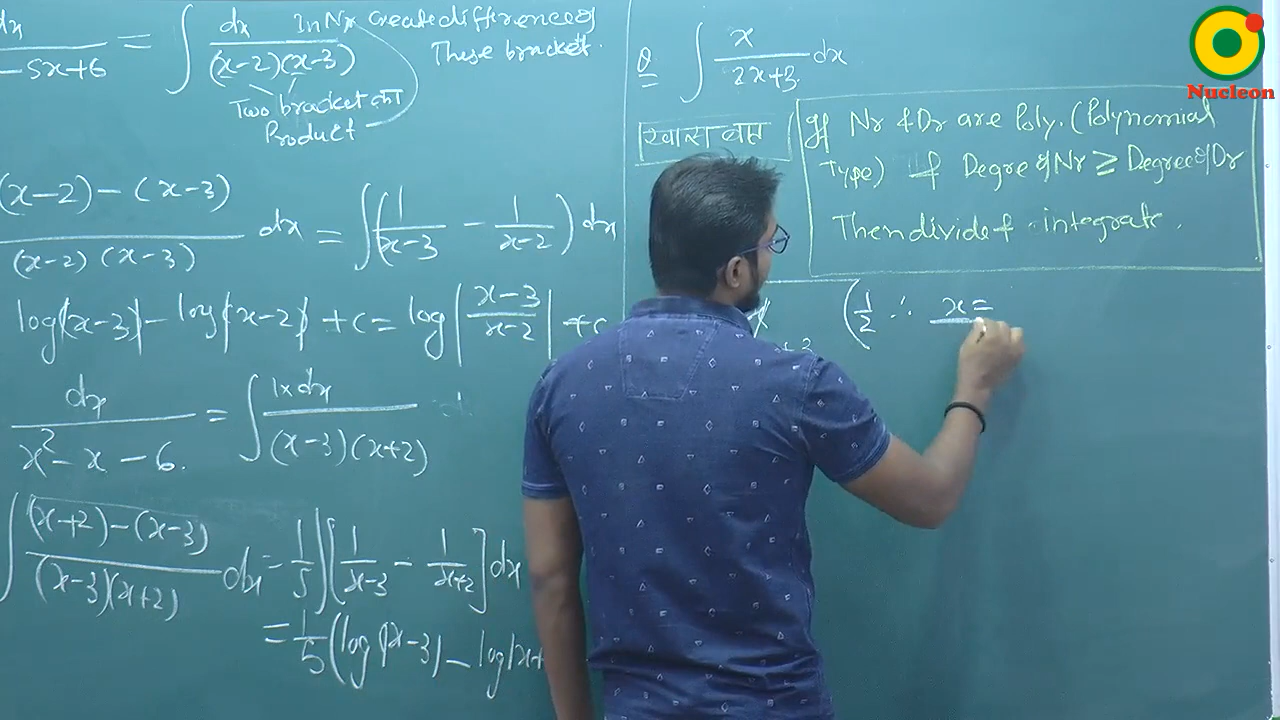 dx = ∫ dx In Nr create difference of
-5x+6 (x-2)(x-3) These bracket.
Two bracket का
Product
(x-2)-(x-3) dx = ∫(1/x-3 - 1/x-2) dx
(x-2) (x-3)
log|x-3|-log|x-2|+c = log|x-3/x-2|+c
dx = ∫ 1x dx
x²-x-6. (x-3)(x+2)
∫ (x+2)-(x-3) dx = 1/5 ∫[1/x-3 - 1/x+2] dx
(x-3)(x+2)
= 1/5 (log|x-3| - log|x+
Q ∫ x/2x+3 dx
खास बात
If Nr & Dr are Poly. (Polynomial
Type) If Degree of Nr ≥ Degree of Dr
Then divide & integrate.
(1/2 ∴ x=
+3
Nucleon